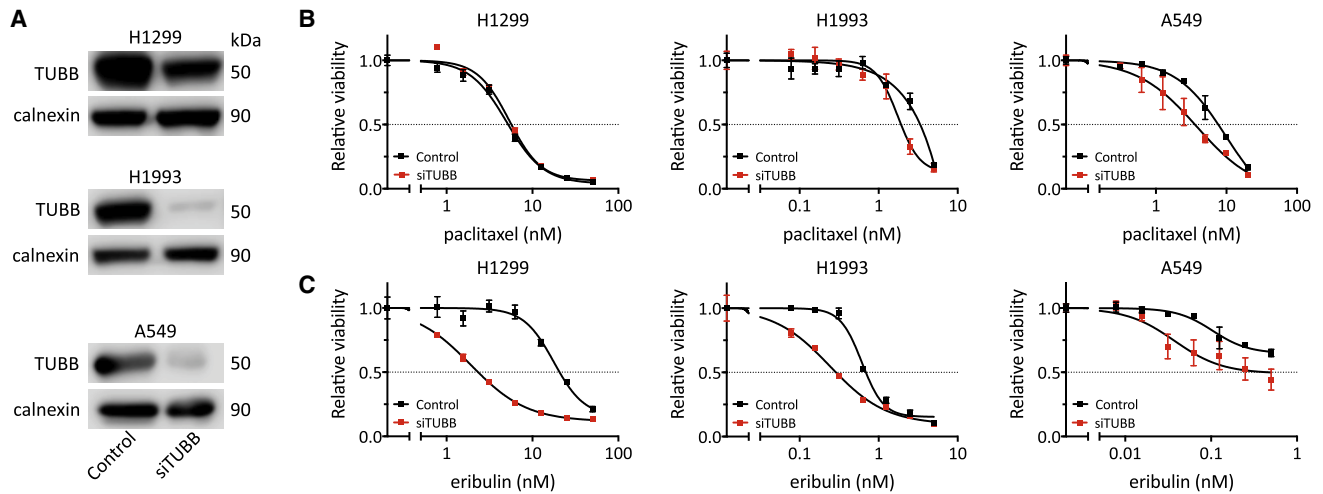 A
H1299
kDa
TUBB
50
calnexin
90
H1993
TUBB
50
calnexin
90
A549
TUBB
50
calnexin
90
Control
siTUBB
B
H1299
Relative viability
1.0
0.5
0.0
Control
siTUBB
1 10 100
paclitaxel (nM)
H1993
Relative viability
1.0
0.5
0.0
Control
siTUBB
0.1 1 10
paclitaxel (nM)
A549
Relative viability
1.0
0.5
0.0
Control
siTUBB
1 10 100
paclitaxel (nM)
C
H1299
Relative viability
1.0
0.5
0.0
Control
siTUBB
1 10 100
eribulin (nM)
H1993
Relative viability
1.0
0.5
0.0
Control
siTUBB
0.1 1 10
eribulin (nM)
A549
Relative viability
1.0
0.5
0.0
Control
siTUBB
0.01 0.1 1
eribulin (nM)